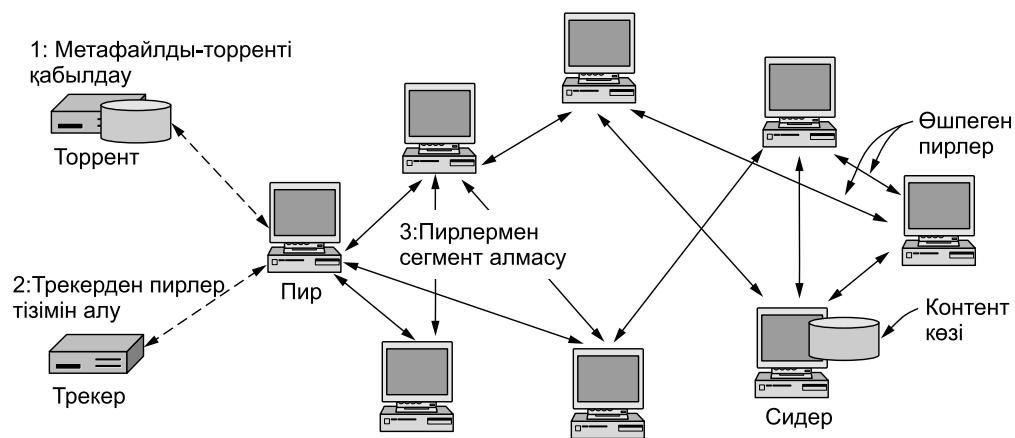 1: Метафайлды-торрентi
қабылдау
Торрент
Өшпеген
пирлер
3:Пирлермен
сегмент алмасу
2:Трекерден пирлер
тізімін алу
Пир
Контент
көзі
Трекер
Сидер